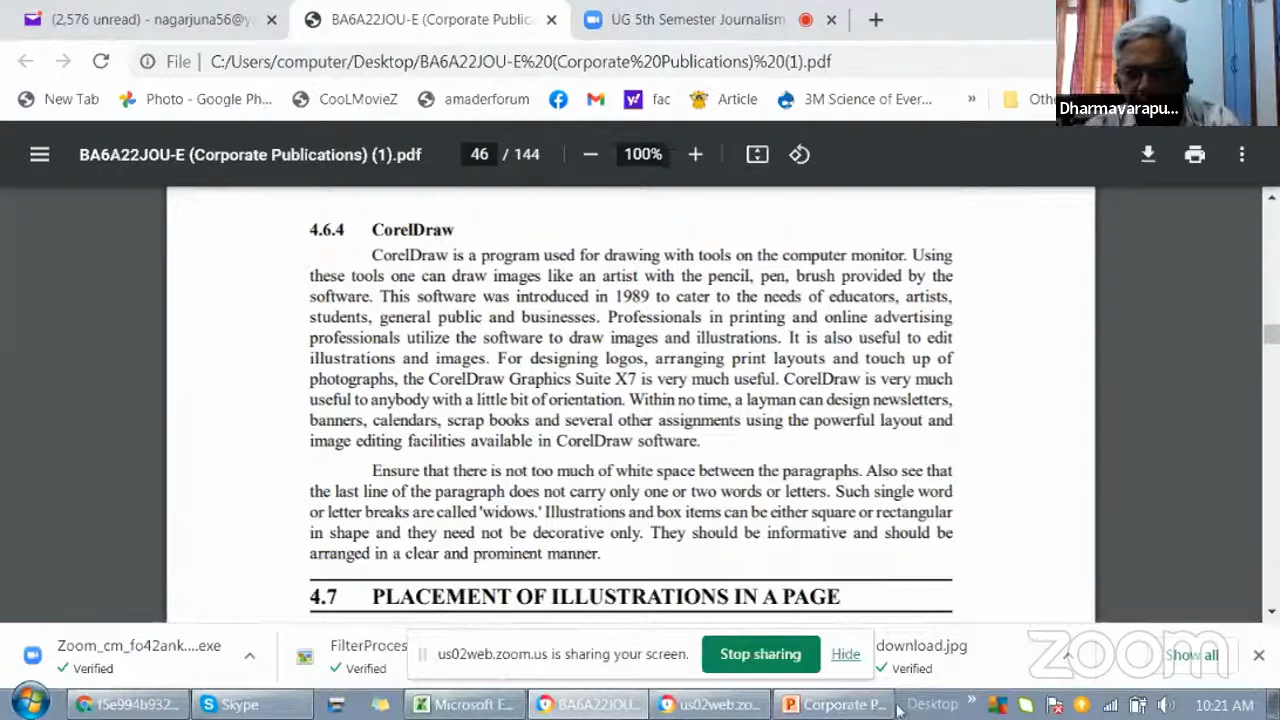 (2,576 unread) - nagarjuna56@y
BA6A22JOU-E (Corporate Public
UG 5th Semester Journalism
File C:/Users/computer/Desktop/BA6A22JOU-E%20(Corporate%20Publications)%20(1).pdf
New Tab Photo - Google Ph... CooLMovieZ amaderforum fac Article 3M Science of Ever... » Othe
Dharmavarapu...
BA6A22JOU-E (Corporate Publications) (1).pdf 46 / 144 100%
4.6.4 CorelDraw
CorelDraw is a program used for drawing with tools on the computer monitor. Using
these tools one can draw images like an artist with the pencil, pen, brush provided by the
software. This software was introduced in 1989 to cater to the needs of educators, artists,
students, general public and businesses. Professionals in printing and online advertising
professionals utilize the software to draw images and illustrations. It is also useful to edit
illustrations and images. For designing logos, arranging print layouts and touch up of
photographs, the CorelDraw Graphics Suite X7 is very much useful. CorelDraw is very much
useful to anybody with a little bit of orientation. Within no time, a layman can design newsletters,
banners, calendars, scrap books and several other assignments using the powerful layout and
image editing facilities available in CorelDraw software.
Ensure that there is not too much of white space between the paragraphs. Also see that
the last line of the paragraph does not carry only one or two words or letters. Such single word
or letter breaks are called 'widows.' Illustrations and box items can be either square or rectangular
in shape and they need not be decorative only. They should be informative and should be
arranged in a clear and prominent manner.
4.7 PLACEMENT OF ILLUSTRATIONS IN A PAGE
Zoom_cm_fo42ank....exe
Verified
FilterProces
Verified
us02web.zoom.us is sharing your screen. Stop sharing Hide
download.jpg
Verified
zoom
Show all
f5e994b932... Skype Microsoft E... BA6A22JOU... us02web.zo... Corporate P... Desktop » 10:21 AM